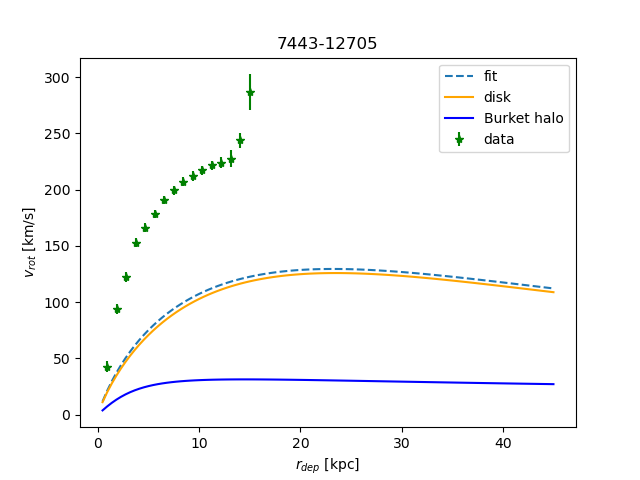 7443-12705
300
250
200
150
100
50
0
v_rot [km/s]
fit
disk
Burket halo
data
0 10 20 30 40
r_dep [kpc]